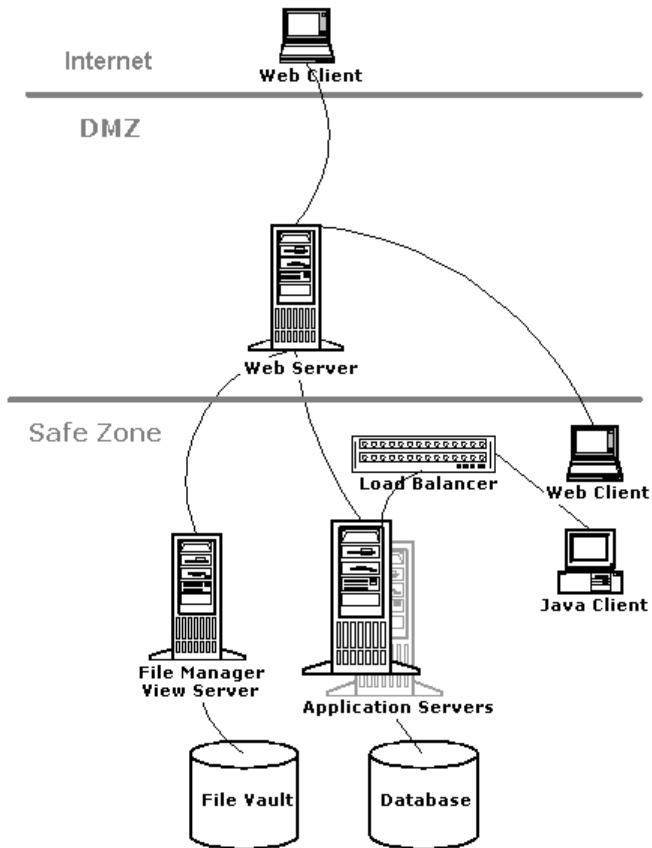 Internet
Web Client
DMZ
Web Server
Safe Zone
Load Balancer
Web Client
Java Client
File Manager
View Server
Application Servers
File Vault
Database